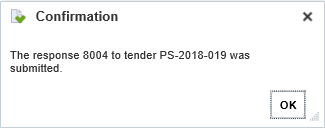 Confirmation
The response 8004 to tender PS-2018-019 was
submitted.
OK